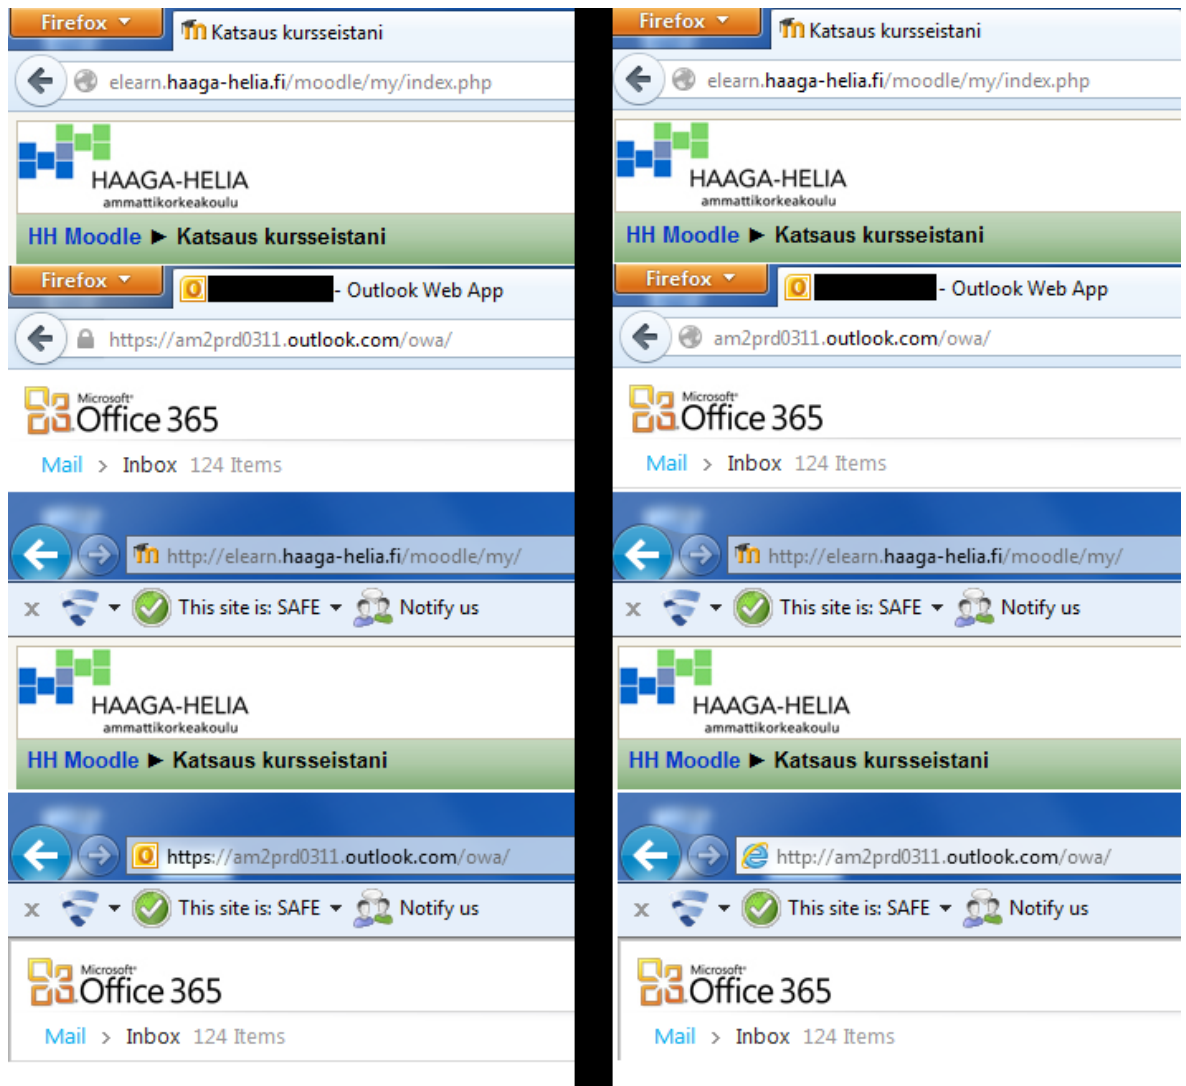 Firefox
Katsaus kursseistani
elearn.haaga-helia.fi/moodle/my/index.php
HAAGA-HELIA
ammattikorkeakoulu
HH Moodle ► Katsaus kursseistani
Firefox
- Outlook Web App
https://am2prd0311.outlook.com/owa/
Microsoft®
Office 365
Mail > Inbox 124 Items
http://elearn.haaga-helia.fi/moodle/my/
x This site is: SAFE Notify us
HAAGA-HELIA
ammattikorkeakoulu
HH Moodle ► Katsaus kursseistani
https://am2prd0311.outlook.com/owa/
x This site is: SAFE Notify us
Microsoft®
Office 365
Mail > Inbox 124 Items
Firefox
Katsaus kursseistani
elearn.haaga-helia.fi/moodle/my/index.php
HAAGA-HELIA
ammattikorkeakoulu
HH Moodle ► Katsaus kursseistani
Firefox
- Outlook Web App
am2prd0311.outlook.com/owa/
Microsoft®
Office 365
Mail > Inbox 124 Items
http://elearn.haaga-helia.fi/moodle/my/
x This site is: SAFE Notify us
HAAGA-HELIA
ammattikorkeakoulu
HH Moodle ► Katsaus kursseistani
http://am2prd0311.outlook.com/owa/
x This site is: SAFE Notify us
Microsoft®
Office 365
Mail > Inbox 124 Items